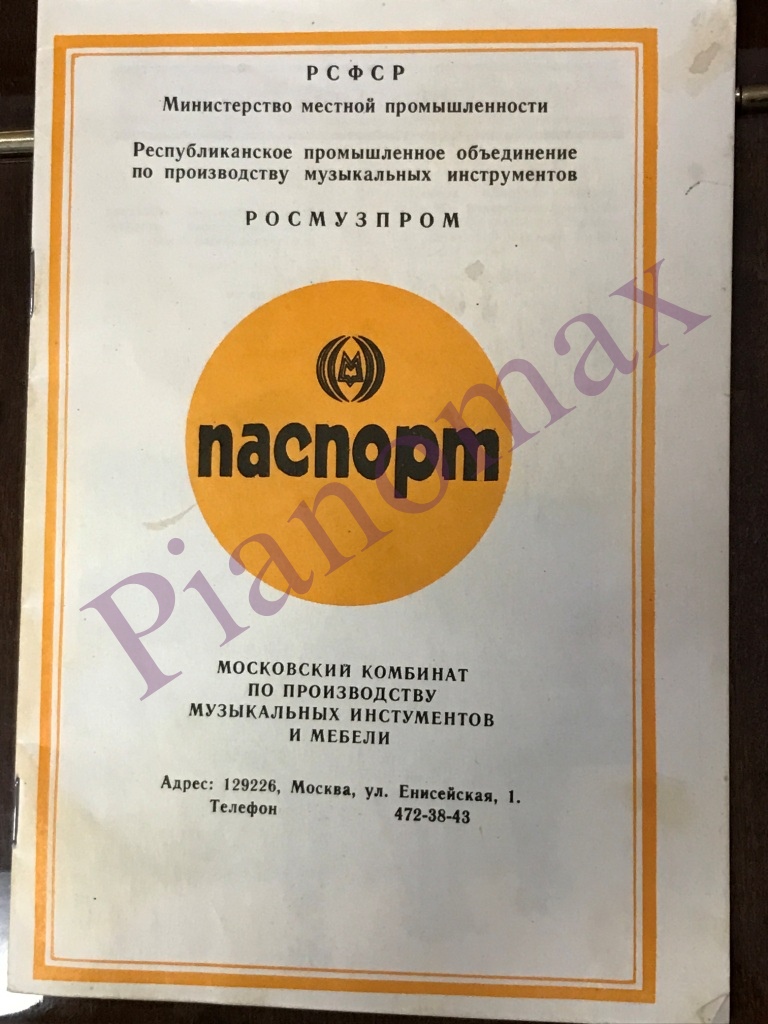 РСФСР
Министерство местной промышленности
Республиканское промышленное объединение
по производству музыкальных инструментов
РОСМУЗПРОМ
М
паспорт
Pianomax
МОСКОВСКИЙ КОМБИНАТ
ПО ПРОИЗВОДСТВУ
МУЗЫКАЛЬНЫХ ИНСТУМЕНТОВ
И МЕБЕЛИ
Адрес: 129226, Москва, ул. Енисейская, 1.
Телефон 472-38-43